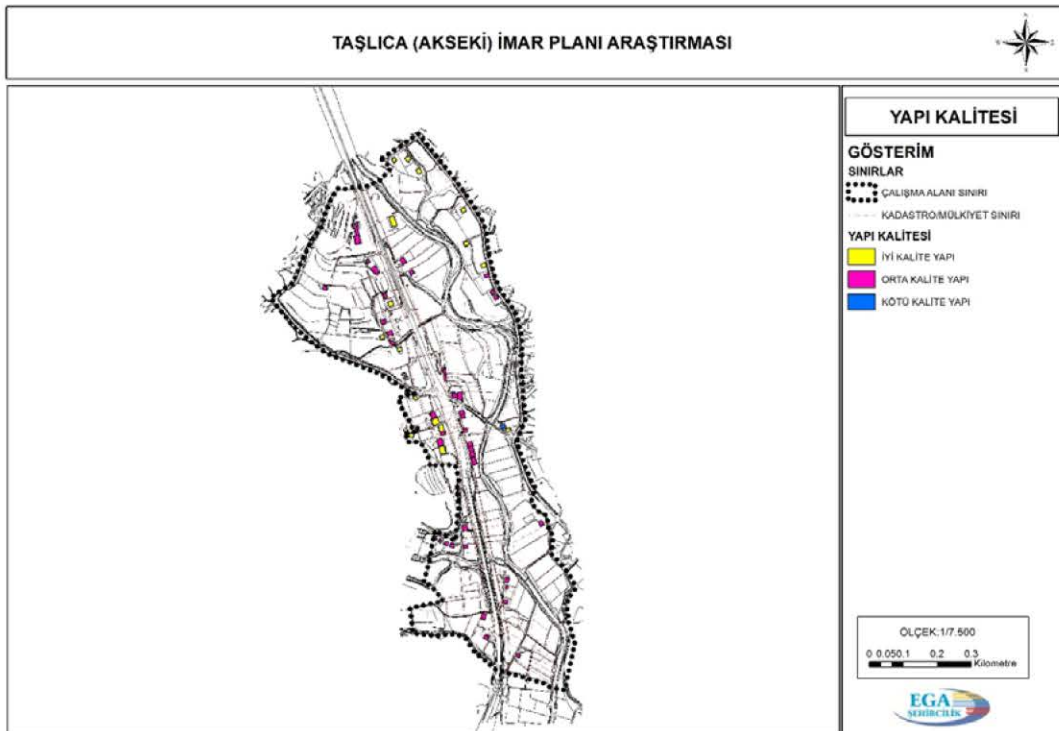 TAŞLICA (AKSEKİ) İMAR PLANI ARAŞTIRMASI
YAPI KALİTESİ
GÖSTERİM
SINIRLAR
ÇALIŞMA ALANI SINIRI
KADASTRO/MÜLKİYET SINIRI
YAPI KALİTESİ
İYİ KALİTE YAPI
ORTA KALİTE YAPI
KÖTÜ KALİTE YAPI
ÖLÇEK:1/7.500
0 0.050.1 0.2 0.3
Kilometre
EGA
ŞEHİRCİLİK